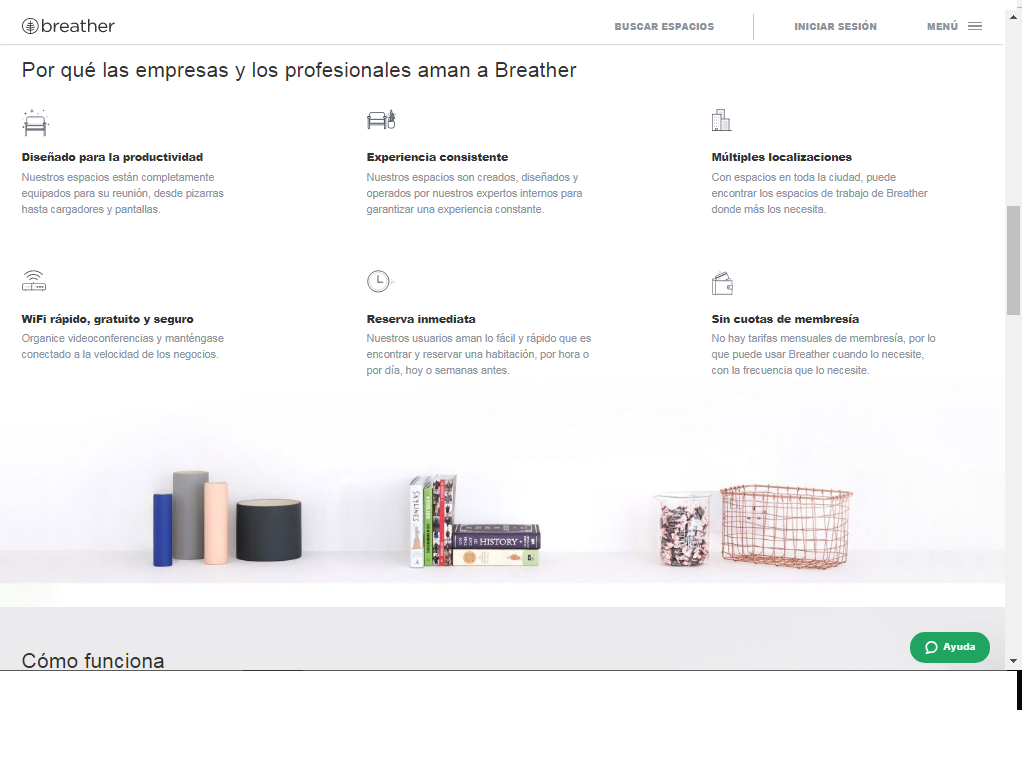 breather
BUSCAR ESPACIOS
INICIAR SESIÓN
MENÚ
Por qué las empresas y los profesionales aman a Breather
Diseñado para la productividad
Nuestros espacios están completamente
equipados para su reunión, desde pizarras
hasta cargadores y pantallas.
Experiencia consistente
Nuestros espacios son creados, diseñados y
operados por nuestros expertos internos para
garantizar una experiencia constante.
Múltiples localizaciones
Con espacios en toda la ciudad, puede
encontrar los espacios de trabajo de Breather
donde más los necesita.
WiFi rápido, gratuito y seguro
Organice videoconferencias y manténgase
conectado a la velocidad de los negocios.
Reserva inmediata
Nuestros usuarios aman lo fácil y rápido que es
encontrar y reservar una habitación, por hora o
por día, hoy o semanas antes.
Sin cuotas de membresía
No hay tarifas mensuales de membresía, por lo
que puede usar Breather cuando lo necesite,
con la frecuencia que lo necesite.
SKYLINES
HISTORY
Cómo funciona
Ayuda